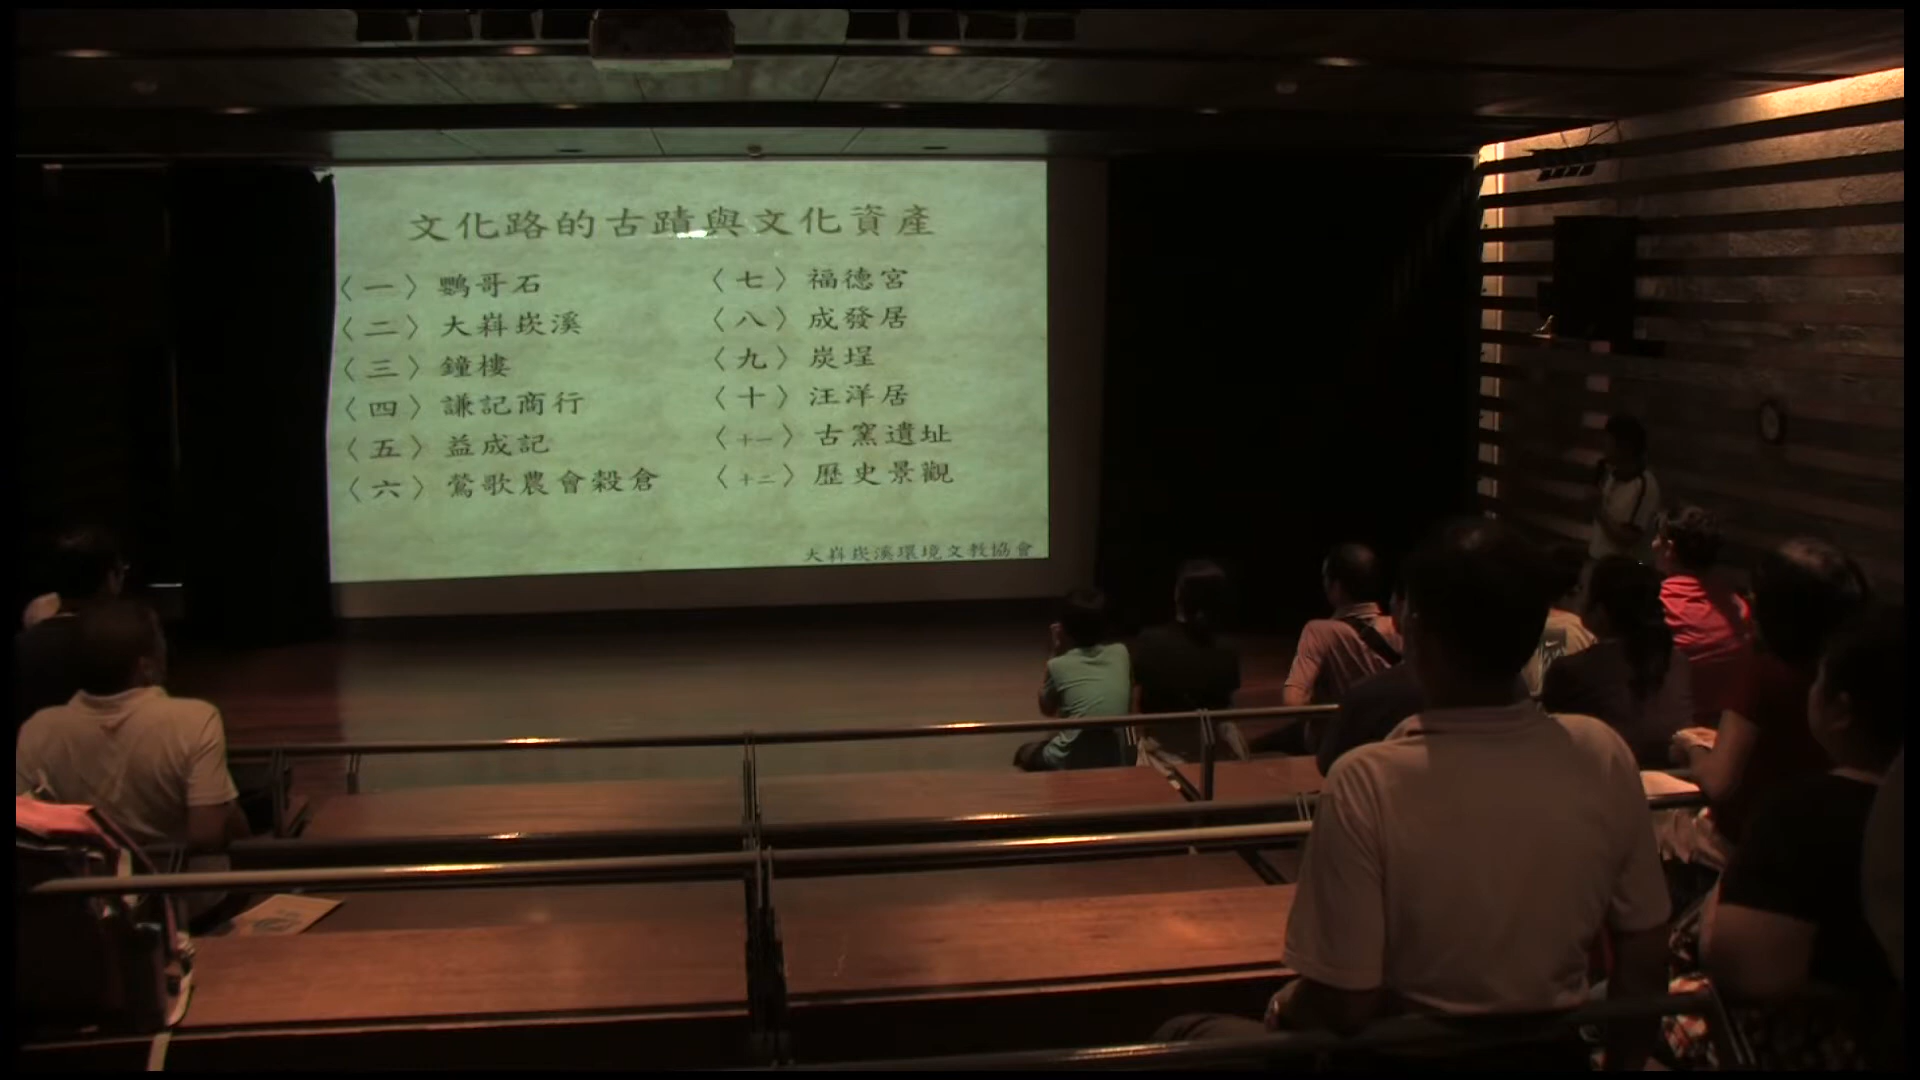 文化路的古蹟與文化資產
〈一〉鸚哥石
〈二〉大嵙崁溪
〈三〉鐘樓
〈四〉謙記商行
〈五〉益成記
〈六〉鶯歌農會穀倉
〈七〉福德宮
〈八〉成發居
〈九〉炭埕
〈十〉汪洋居
〈十一〉古窯遺址
〈十二〉歷史景觀
大嵙崁溪環境文教協會